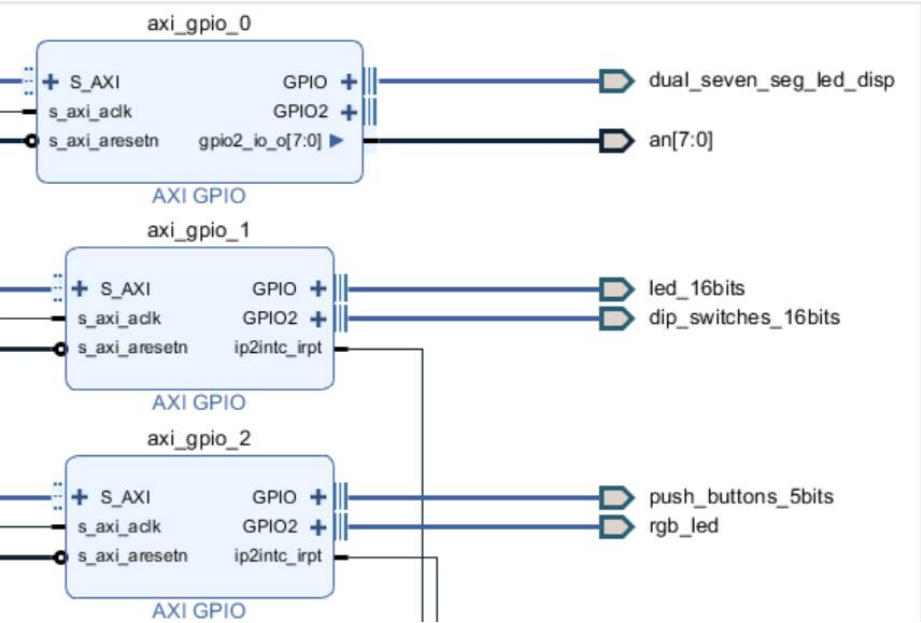 axi_gpio_0
S_AXI GPIO dual_seven_seg_led_disp
s_axi_aclk GPIO2
s_axi_aresetn gpio2_io_o[7:0] an[7:0]
AXI GPIO
axi_gpio_1
S_AXI GPIO led_16bits
s_axi_aclk GPIO2 dip_switches_16bits
s_axi_aresetn ip2intc_irpt
AXI GPIO
axi_gpio_2
S_AXI GPIO push_buttons_5bits
s_axi_aclk GPIO2 rgb_led
s_axi_aresetn ip2intc_irpt
AXI GPIO